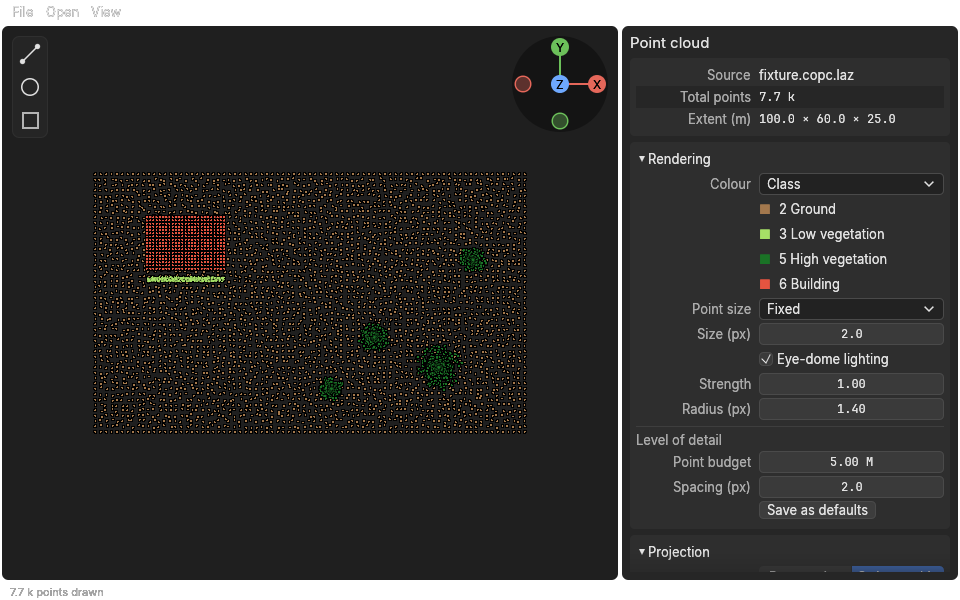 File Open View
Y
Z
X
Point cloud
Source fixture.copc.laz
Total points 7.7 k
Extent (m) 100.0 × 60.0 × 25.0
Rendering
Colour Class
2 Ground
3 Low vegetation
5 High vegetation
6 Building
Point size Fixed
Size (px) 2.0
Eye-dome lighting
Strength 1.00
Radius (px) 1.40
Level of detail
Point budget 5.00 M
Spacing (px) 2.0
Save as defaults
Projection
7.7 k points drawn